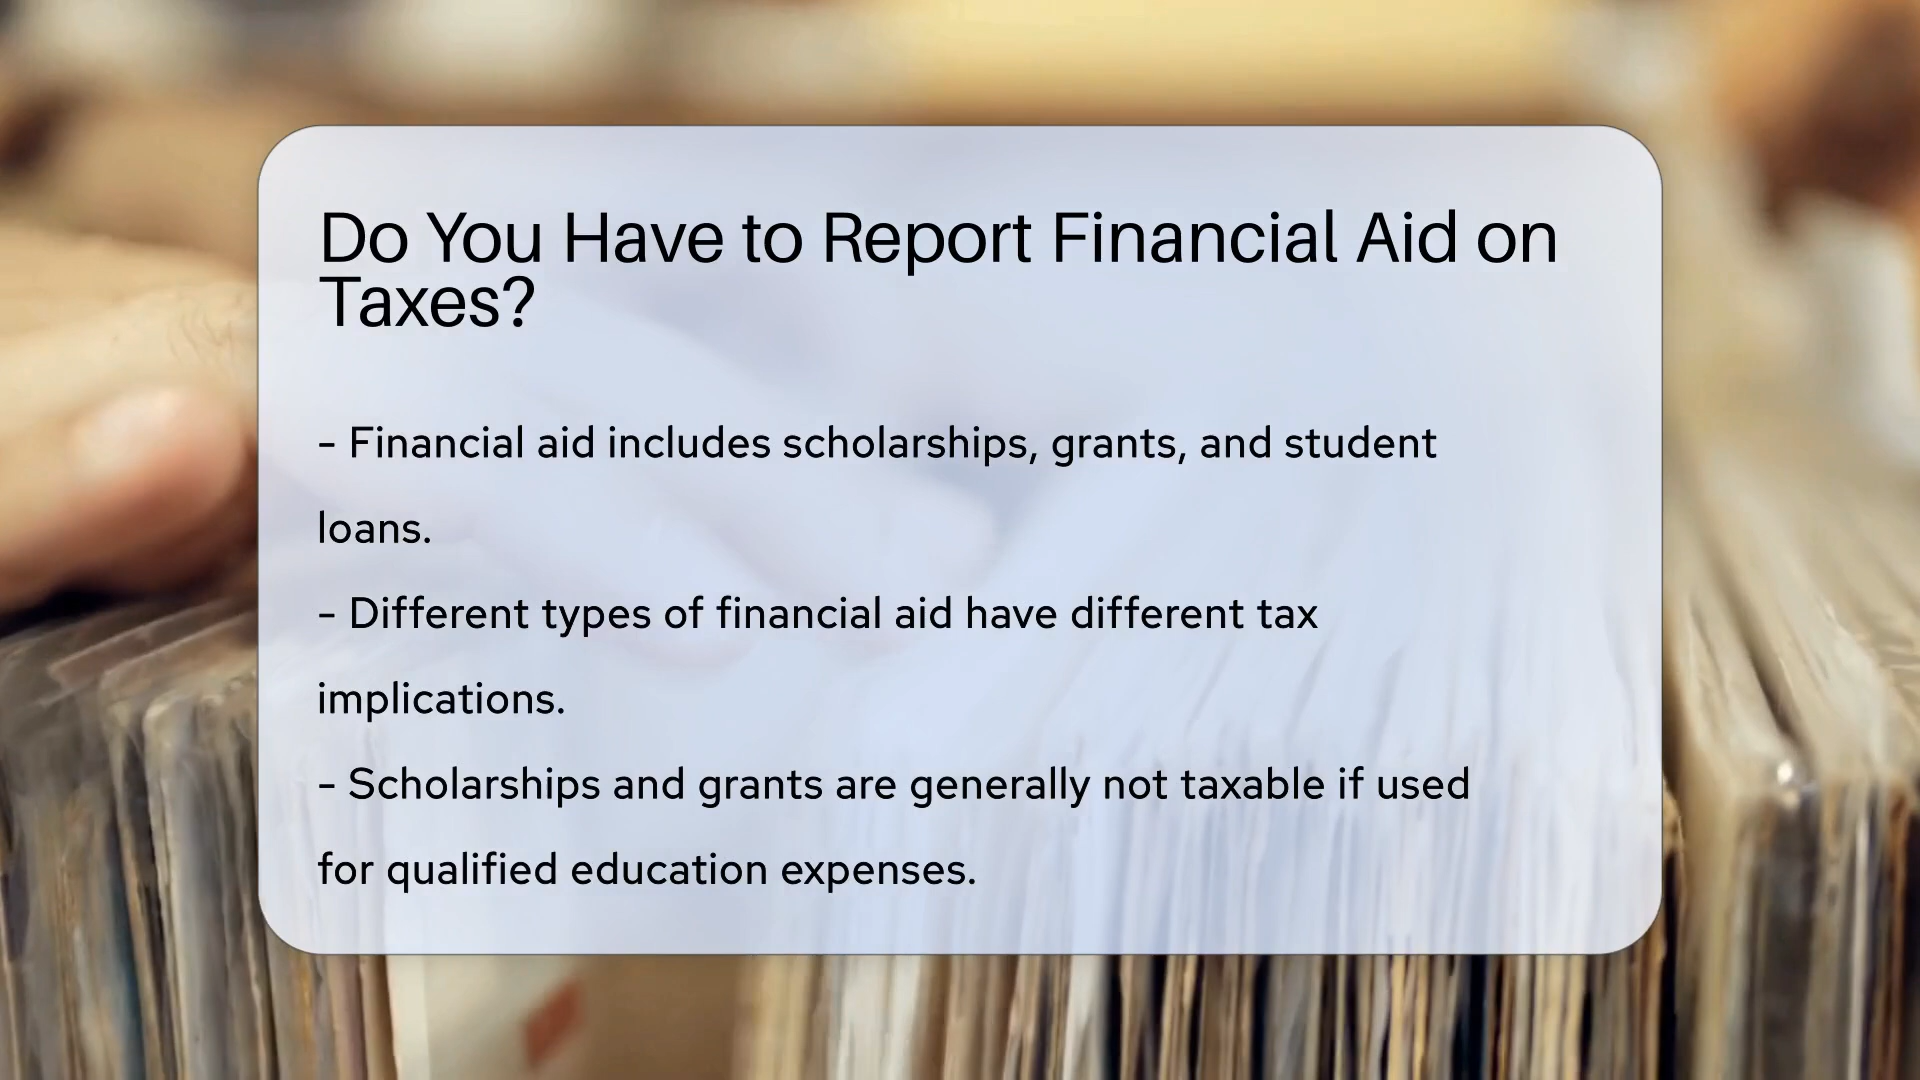 Do You Have to Report Financial Aid on
Taxes?
- Financial aid includes scholarships, grants, and student
loans.
- Different types of financial aid have different tax
implications.
- Scholarships and grants are generally not taxable if used
for qualified education expenses.